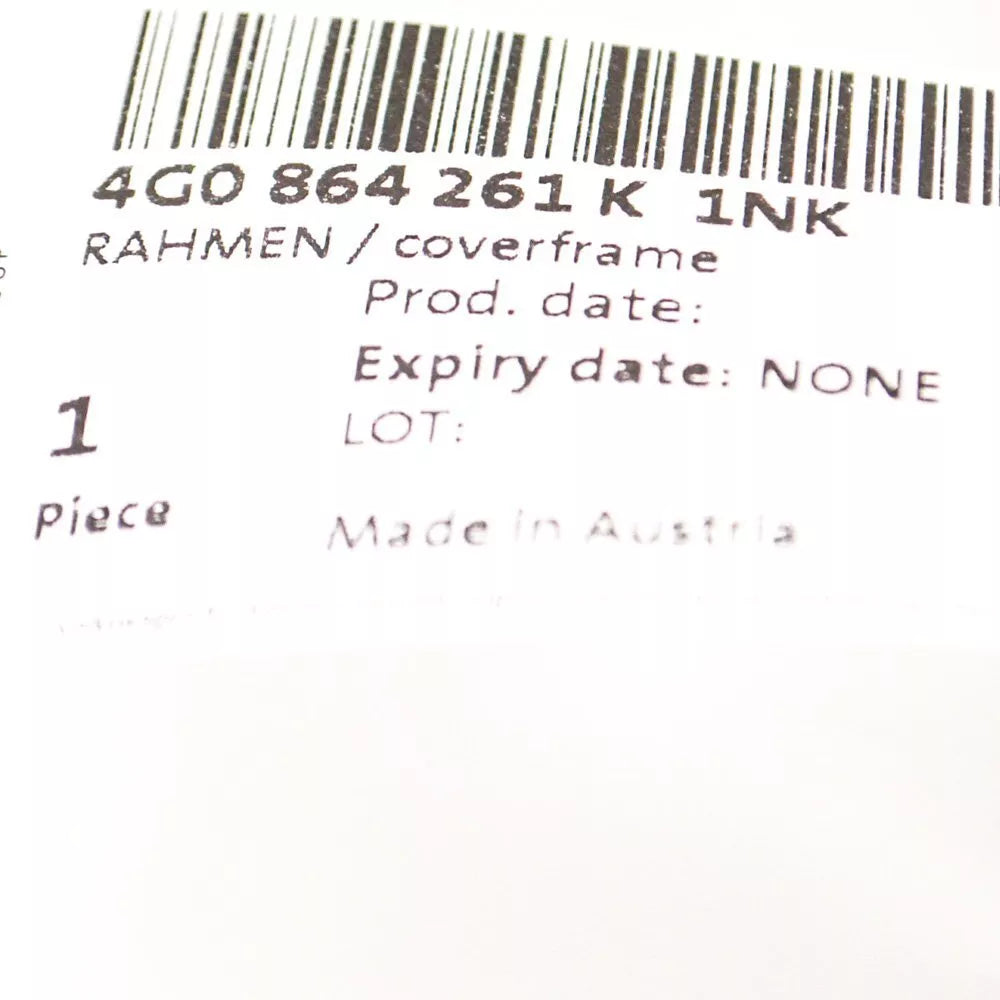 4G0 864 261 K 1NK
RAHMEN / coverframe
Prod. date:
Expiry date: NONE
1
LOT:
Piece
Made in Austria